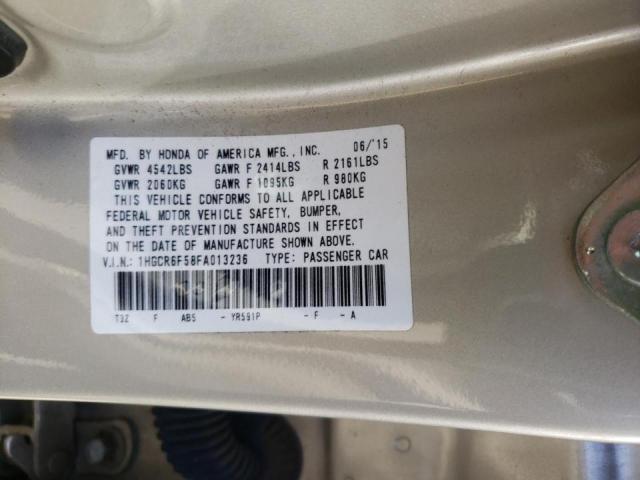 MFD. BY HONDA OF AMERICA MFG., INC. 06/'15
GVWR 4542LBS GAWR F 2414LBS R 2161LBS
GVWR 2060KG GAWR F 1095KG R 980KG
THIS VEHICLE CONFORMS TO ALL APPLICABLE
FEDERAL MOTOR VEHICLE SAFETY, BUMPER,
AND THEFT PREVENTION STANDARDS IN EFFECT
ON THE DATE OF MANUFACTURE SHOWN ABOVE.
V.I.N.: 1HGCR6F58FA013236 TYPE: PASSENGER CAR
T3Z F AB5 - YR591P - F - A